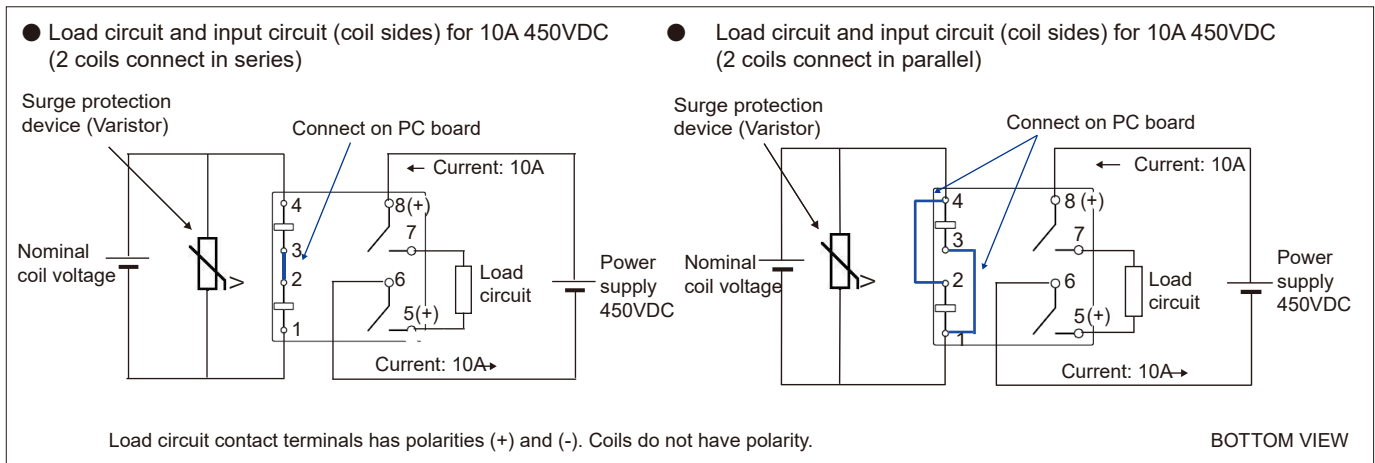 ● Load circuit and input circuit (coil sides) for 10A 450VDC
(2 coils connect in series)
Surge protection
device (Varistor)
Connect on PC board
← Current: 10A
4
8(+)
7
3
Nominal
coil voltage
V
2
6
Load
circuit
Power
supply
450VDC
5(+)
1
Current: 10A→
● Load circuit and input circuit (coil sides) for 10A 450VDC
(2 coils connect in parallel)
Surge protection
device (Varistor)
Connect on PC board
← Current: 10A
4
8 (+)
7
3
Nominal
coil voltage
V
2
6
Load
circuit
Power
supply
450VDC
5(+)
1
Current: 10A→
Load circuit contact terminals has polarities (+) and (-). Coils do not have polarity.
BOTTOM VIEW